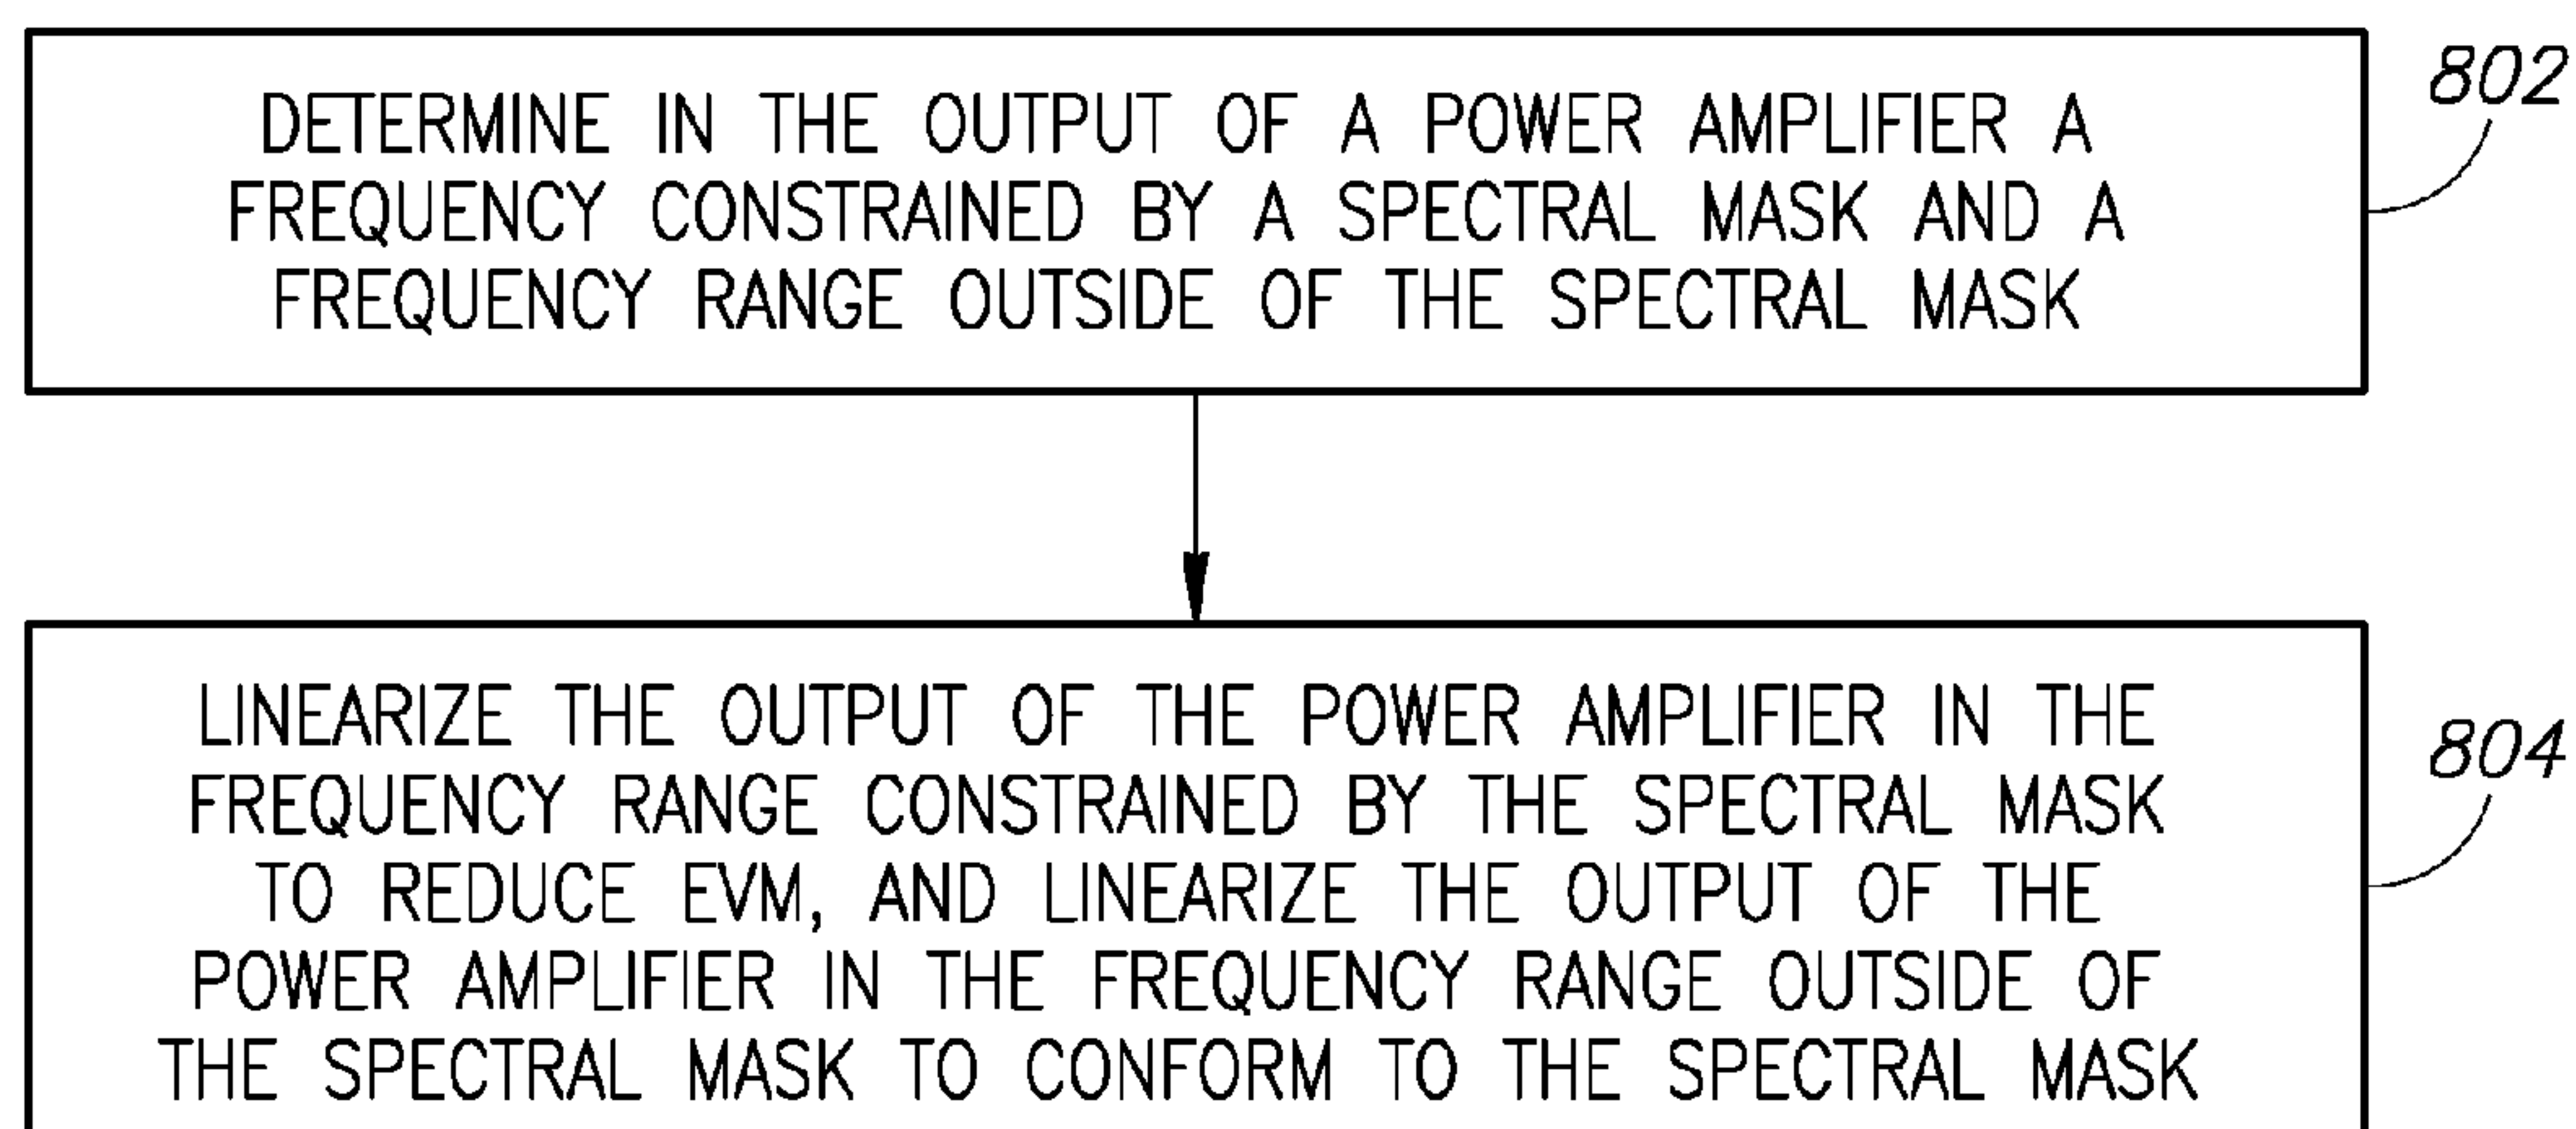 DETERMINE IN THE OUTPUT OF A POWER AMPLIFIER A
FREQUENCY CONSTRAINED BY A SPECTRAL MASK AND A
FREQUENCY RANGE OUTSIDE OF THE SPECTRAL MASK
802
LINEARIZE THE OUTPUT OF THE POWER AMPLIFIER IN THE
FREQUENCY RANGE CONSTRAINED BY THE SPECTRAL MASK
TO REDUCE EVM, AND LINEARIZE THE OUTPUT OF THE
POWER AMPLIFIER IN THE FREQUENCY RANGE OUTSIDE OF
THE SPECTRAL MASK TO CONFORM TO THE SPECTRAL MASK
804